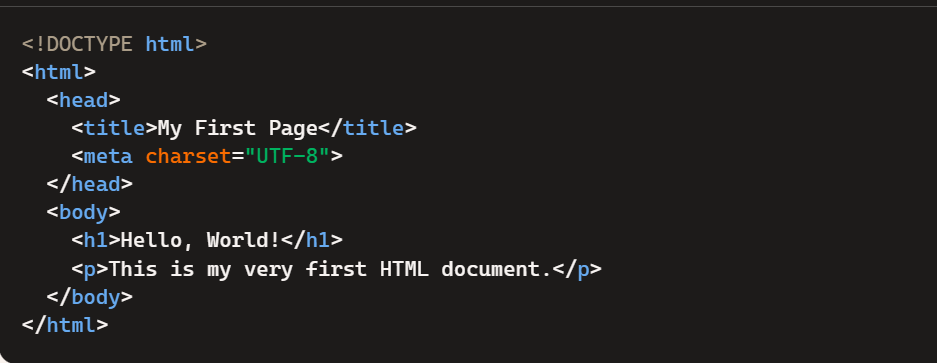 <!DOCTYPE html>
<html>
  <head>
    <title>My First Page</title>
    <meta charset="UTF-8">
  </head>
  <body>
    <h1>Hello, World!</h1>
    <p>This is my very first HTML document.</p>
  </body>
</html>